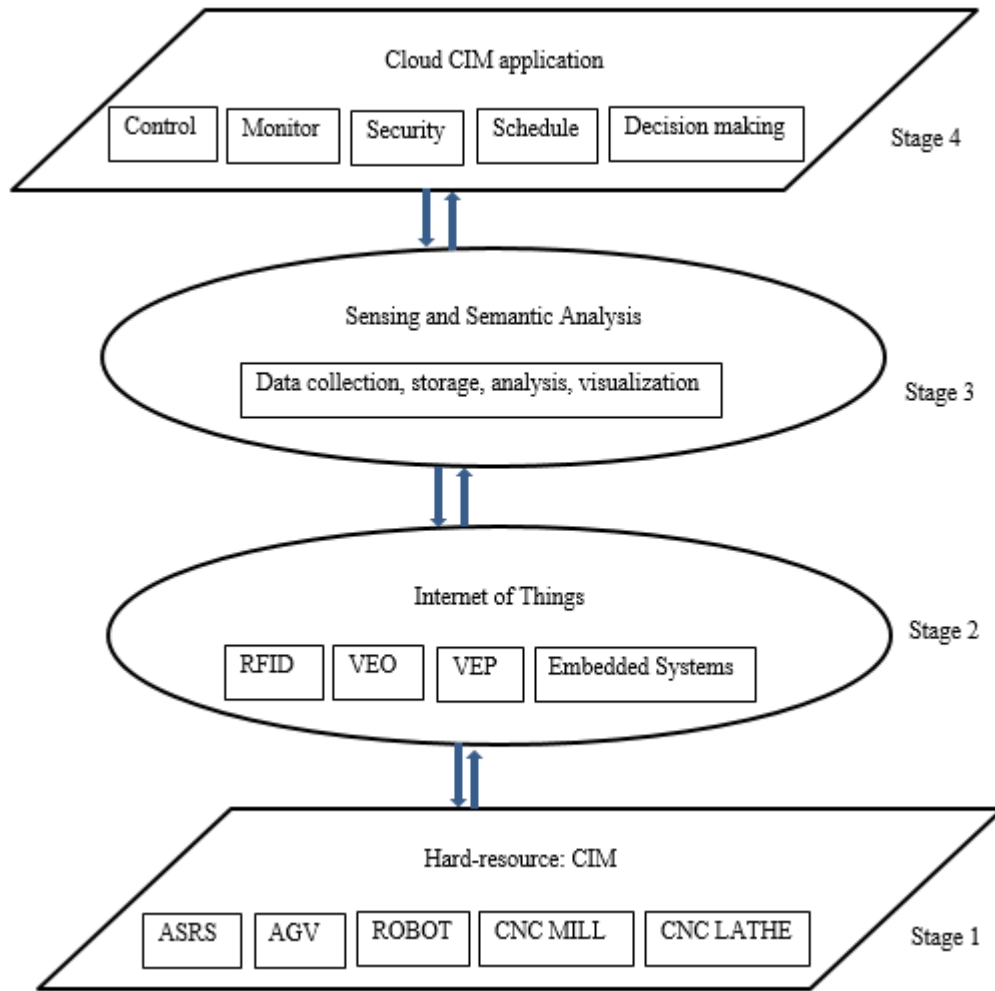 Cloud CIM application
Control
Monitor
Security
Schedule
Decision making
Stage 4
Sensing and Semantic Analysis
Data collection, storage, analysis, visualization
Stage 3
Internet of Things
RFID
VEO
VEP
Embedded Systems
Stage 2
Hard-resource: CIM
ASRS
AGV
ROBOT
CNC MILL
CNC LATHE
Stage 1